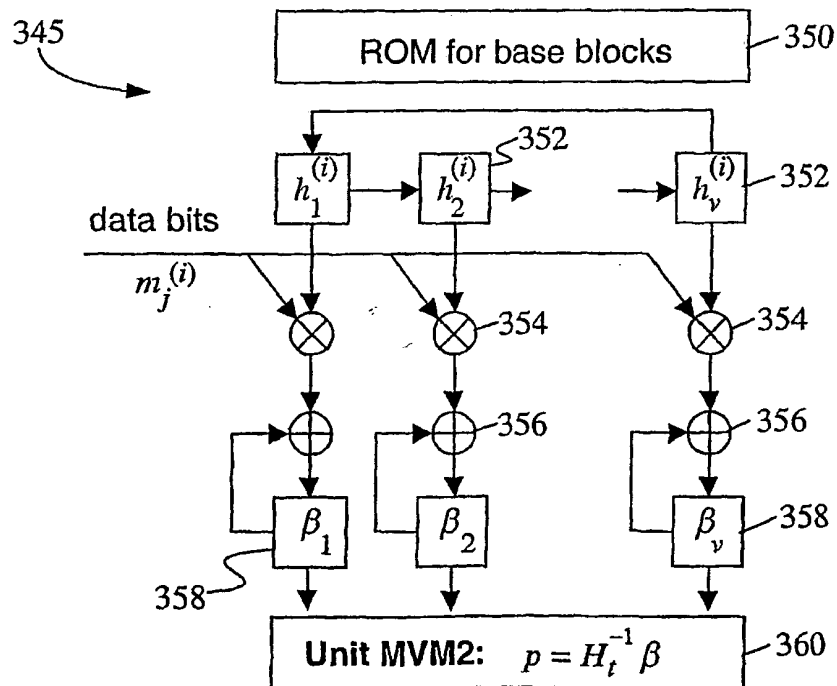 345
ROM for base blocks 350
352
h_1^{(i)} h_2^{(i)} h_v^{(i)} 352
data bits
m_j^{(i)}
354 354
356 356
β_1 β_2 β_v 358
358
Unit MVM2: p = H_t^{-1} β 360